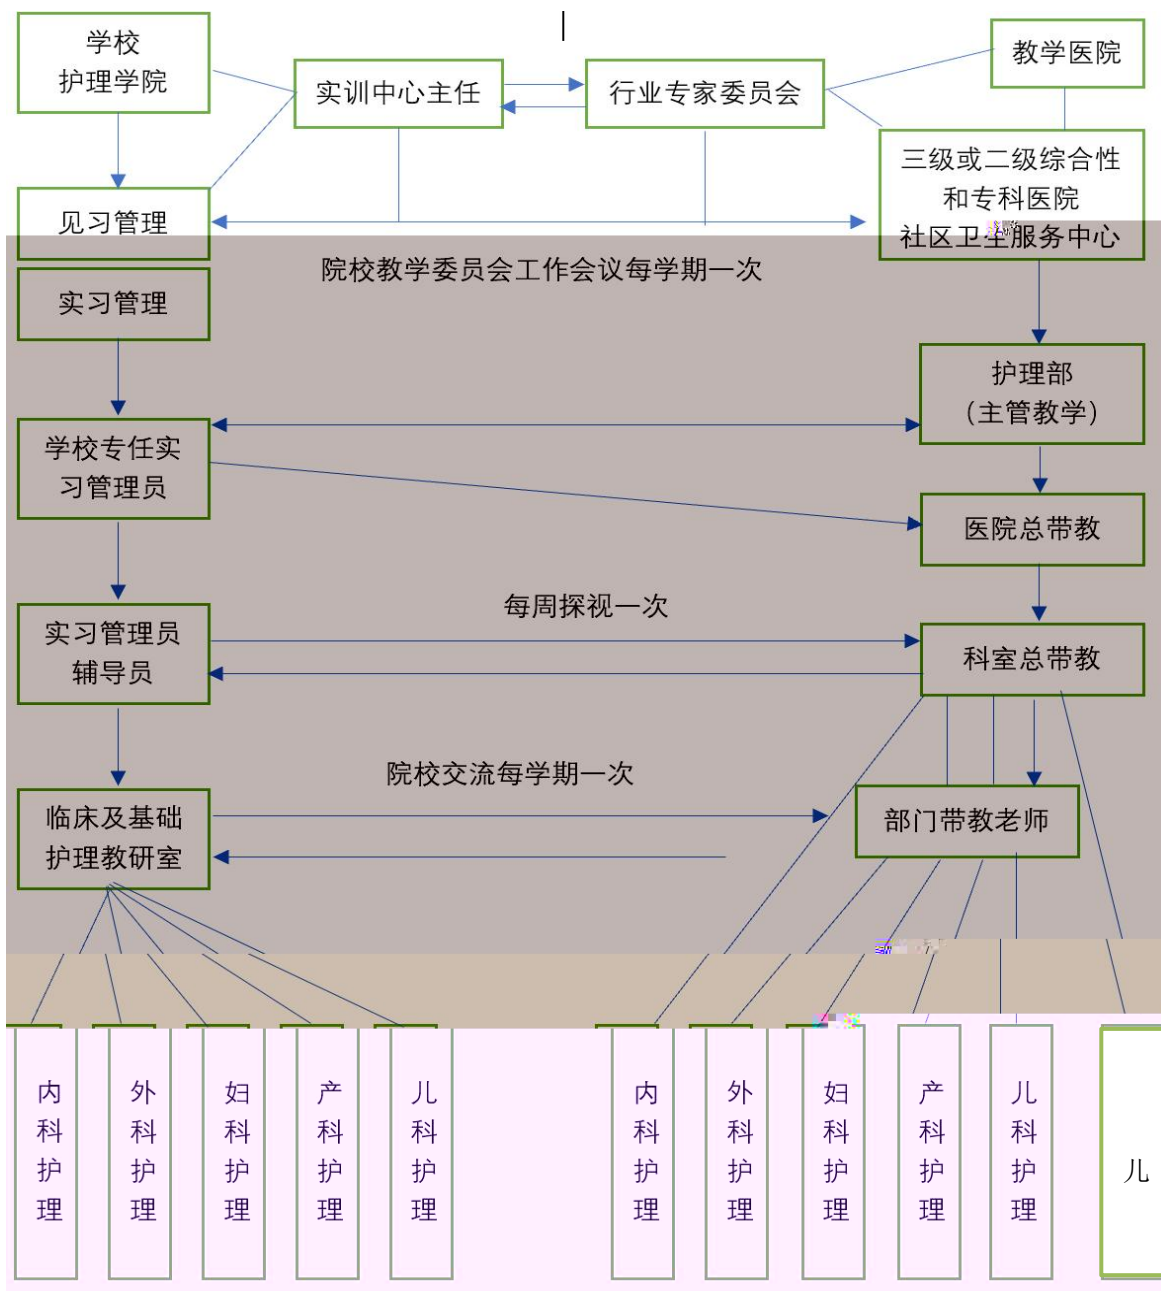 学校
护理学院
实训中心主任
行业专家委员会
教学医院
三级或二级综合性
和专科医院
社区卫生服务中心
见习管理
院校教学委员会工作会议每学期一次
实习管理
护理部
（主管教学）
学校专任实
习管理员
医院总带教
每周探视一次
实习管理员
辅导员
科室总带教
院校交流每学期一次
临床及基础
护理教研室
部门带教老师
内科护理
外科护理
妇科护理
产科护理
儿科护理
内科护理
外科护理
妇科护理
产科护理
儿科护理
儿